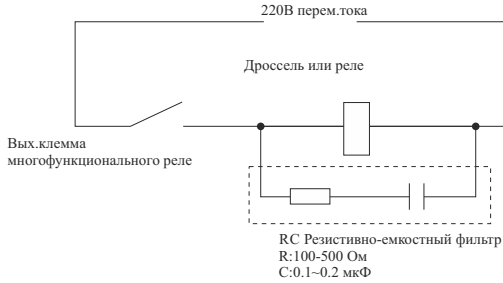 220В перем.тока
Дроссель или реле
Вых.клемма
многофункционального реле
RC Резистивно-емкостный фильтр
R:100-500 Ом
C:0.1~0.2 мкФ